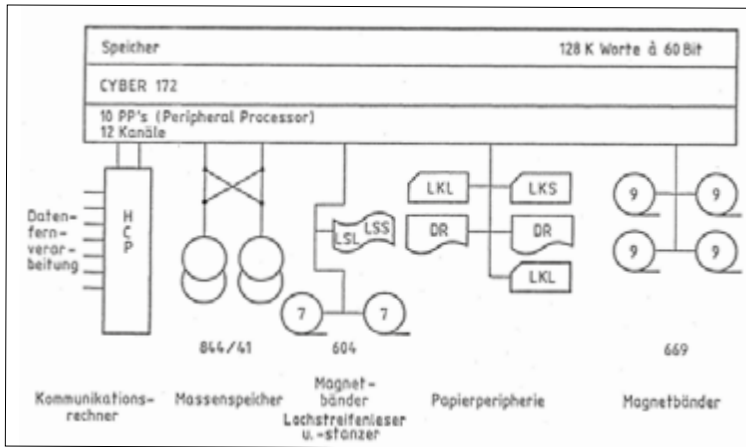 Speicher 128 K Worte à 60 Bit
CYBER 172
10 PP's (Peripheral Processor)
12 Kanäle
Daten-
fern-
verar-
beitung
HCP
LSL LSS
7 7
LKL LKS
DR DR
LKL
9 9
9 9
844/41 604 669
Kommunikations-
rechner
Massenspeicher
Magnet-
bänder
Lochstreifenleser
u.-stanzer
Papierperipherie
Magnetbänder